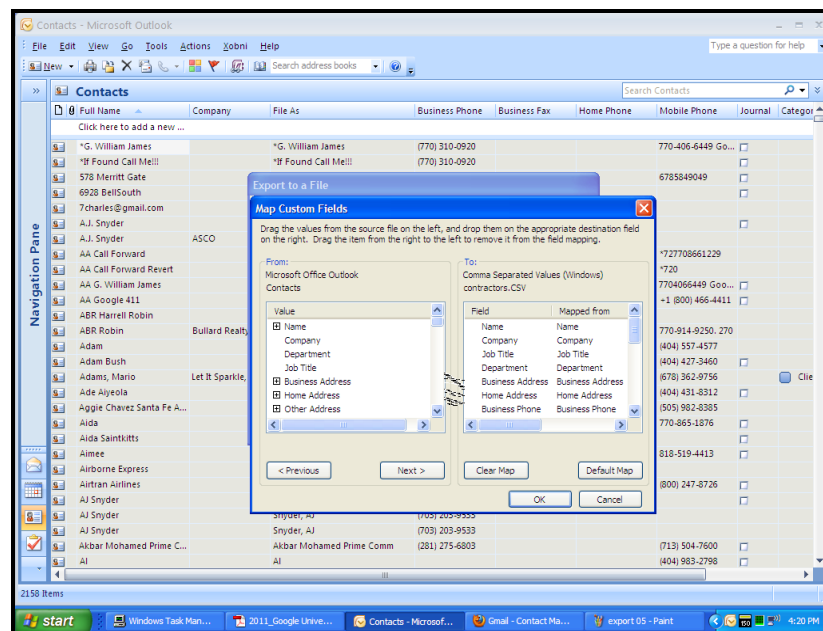 Contacts - Microsoft Outlook
File Edit View Go Tools Actions Xobni Help Type a question for help
New Search address books
Contacts Search Contacts
Full Name Company File As Business Phone Business Fax Home Phone Mobile Phone Journal Categor
Click here to add a new ...
*G. William James *G. William James (770) 310-0920 770-406-6449 Go...
*If Found Call Me!!! *If Found Call Me!!! (770) 310-0920
578 Merritt Gate 6785849049
6928 BellSouth
7charles@gmail.com
A.J. Snyder
A.J. Snyder ASCO
AA Call Forward *727708661229
AA Call Forward Revert *720
AA G. William James 7704066449 Goo...
AA Google 411 +1 (800) 466-4411
ABR Harrell Robin
ABR Robin Bullard Realty 770-914-9250. 270
Adam (404) 557-4577
Adam Bush (404) 427-3460
Adams, Mario Let It Sparkle, (678) 362-9756 Clie
Ade Aiyeola (404) 431-8312
Aggie Chavez Santa Fe A... (505) 982-8385
Aida 770-865-1876
Aida Saintkitts
Aimee 818-519-4413
Airborne Express
Airtran Airlines (800) 247-8726
AJ Snyder
AJ Snyder Snyder, AJ (703) 203-9533
AJ Snyder Snyder, AJ (703) 203-9533
Akbar Mohamed Prime C... Akbar Mohamed Prime Comm (281) 275-6803 (713) 504-7600
Al Al (404) 983-2798
Navigation Pane
Export to a File
Map Custom Fields
Drag the values from the source file on the left, and drop them on the appropriate destination field
on the right. Drag the item from the right to the left to remove it from the field mapping.
From: To:
Microsoft Office Outlook Comma Separated Values (Windows)
Contacts contractors.CSV
Value Field Mapped from
Name Name Name
Company Company Company
Department Job Title Job Title
Job Title Department Department
Business Address Business Address Business Address
Home Address Home Address Home Address
Other Address Business Phone Business Phone
< Previous Next > Clear Map Default Map
OK Cancel
2158 Items
start Windows Task Man... 2011_Google Unive... Contacts - Microsof... Gmail - Contact Ma... export 05 - Paint 4:20 PM